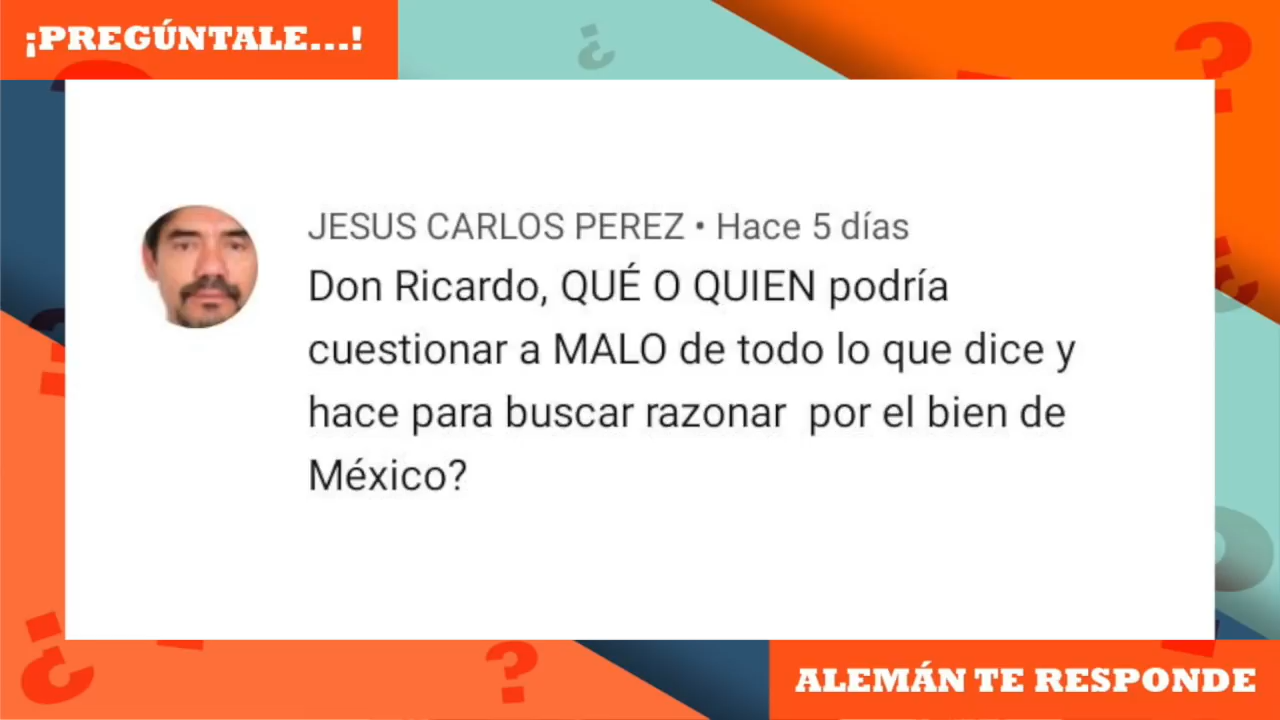 ¡PREGÚNTALE...!
JESUS CARLOS PEREZ • Hace 5 días
Don Ricardo, QUÉ O QUIEN podría
cuestionar a MALO de todo lo que dice y
hace para buscar razonar por el bien de
México?
ALEMÁN TE RESPONDE